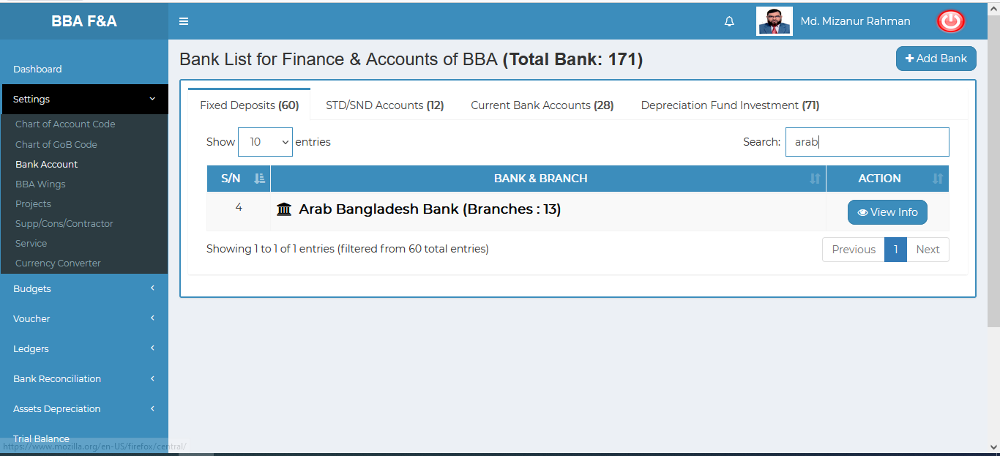 BBA F&A
Md. Mizanur Rahman
Dashboard
Settings
Chart of Account Code
Chart of GoB Code
Bank Account
BBA Wings
Projects
Supp/Cons/Contractor
Service
Currency Converter
Budgets
Voucher
Ledgers
Bank Reconciliation
Assets Depreciation
Trial Balance
https://www.mozilla.org/en-US/firefox/central/
Bank List for Finance & Accounts of BBA (Total Bank: 171)
Add Bank
Fixed Deposits (60) STD/SND Accounts (12) Current Bank Accounts (28) Depreciation Fund Investment (71)
Show 10 entries Search: arab
S/N BANK & BRANCH ACTION
4 Arab Bangladesh Bank (Branches : 13) View Info
Showing 1 to 1 of 1 entries (filtered from 60 total entries) Previous 1 Next